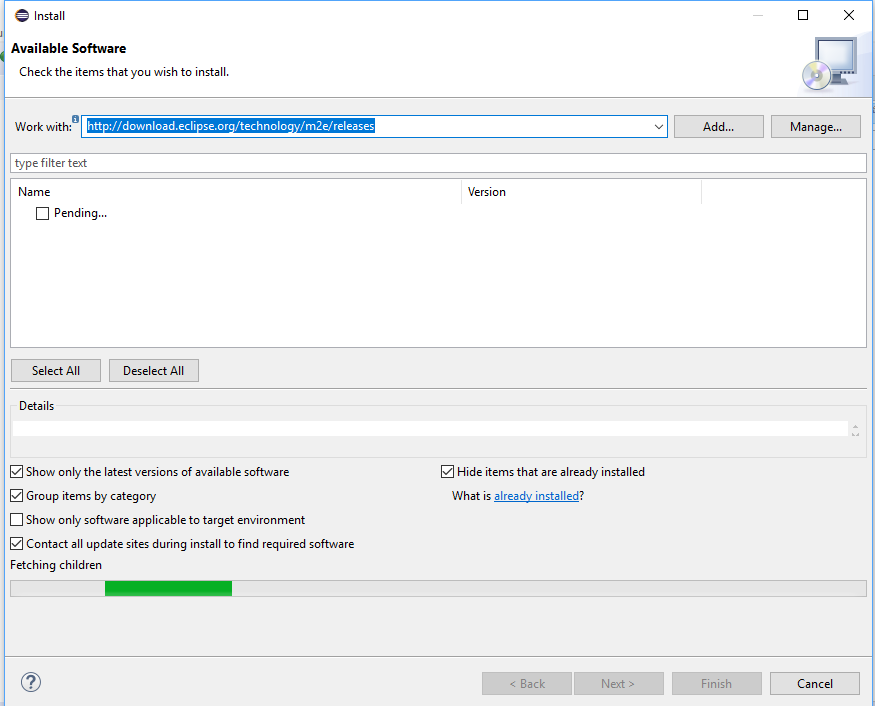 Install
Available Software
Check the items that you wish to install.
Work with: http://download.eclipse.org/technology/m2e/releases Add... Manage...
type filter text
Name Version
Pending...
Select All Deselect All
Details
Show only the latest versions of available software Hide items that are already installed
Group items by category What is already installed?
Show only software applicable to target environment
Contact all update sites during install to find required software
Fetching children
? < Back Next > Finish Cancel